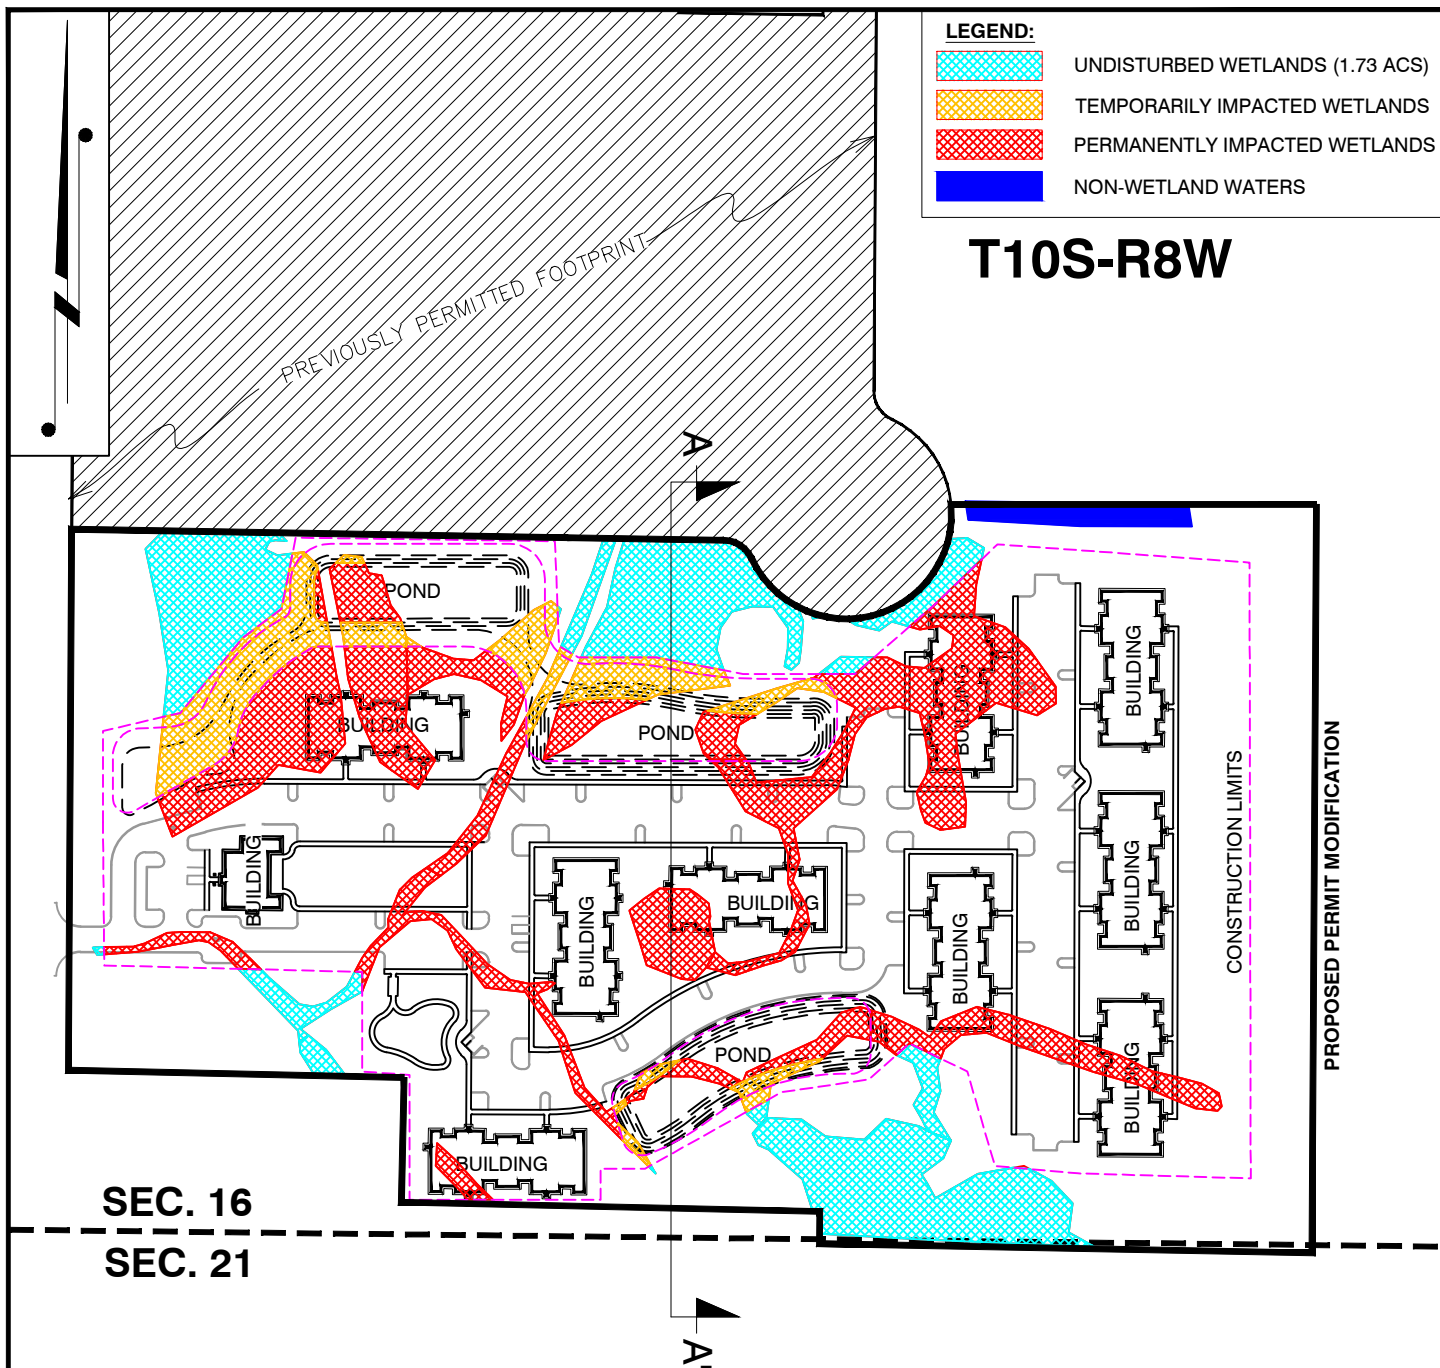 LEGEND:
UNDISTURBED WETLANDS (1.73 ACS)
TEMPORARILY IMPACTED WETLANDS
PERMANENTLY IMPACTED WETLANDS
NON-WETLAND WATERS
T10S-R8W
PREVIOUSLY PERMITTED FOOTPRINT
A
POND
BUILDING
BUILDING
BUILDING
POND
BUILDING
CONSTRUCTION LIMITS
PROPOSED PERMIT MODIFICATION
BUILDING
BUILDING
BUILDING
BUILDING
BUILDING
POND
BUILDING
BUILDING
SEC. 16
SEC. 21
A'